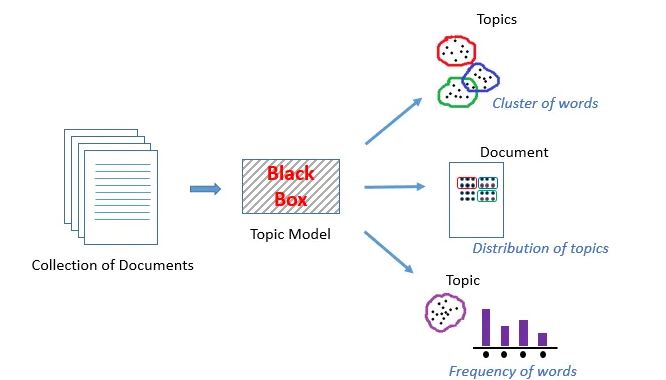 Topics
Cluster of words
Document
Black
Box
Topic Model
Collection of Documents
Distribution of topics
Topic
Frequency of words